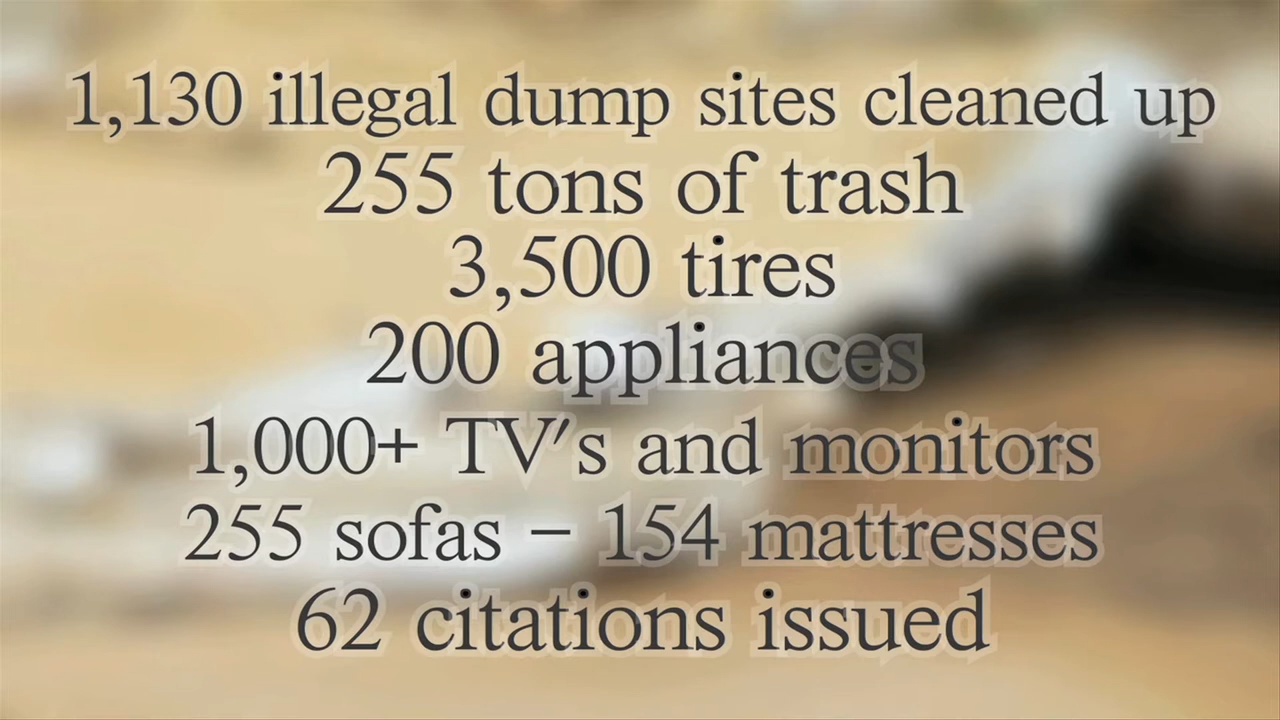 1,130 illegal dump sites cleaned up
255 tons of trash
3,500 tires
200 appliances
1,000+ TV's and monitors
255 sofas – 154 mattresses
62 citations issued